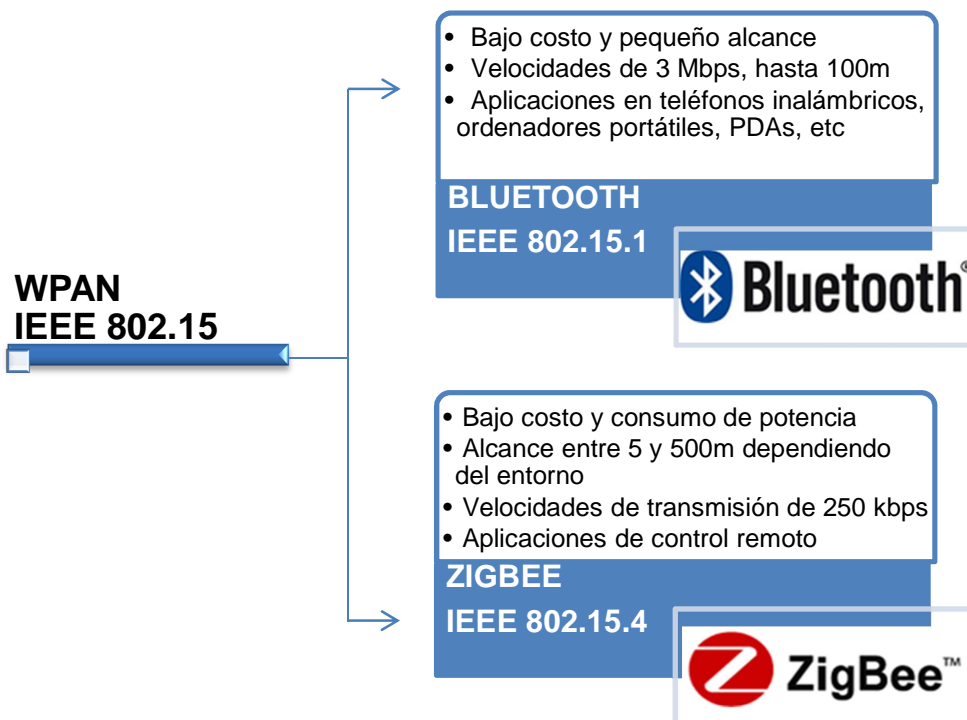 WPAN
IEEE 802.15
• Bajo costo y pequeño alcance
• Velocidades de 3 Mbps, hasta 100m
• Aplicaciones en teléfonos inalámbricos,
ordenadores portátiles, PDAs, etc
BLUETOOTH
IEEE 802.15.1
Bluetooth®
• Bajo costo y consumo de potencia
• Alcance entre 5 y 500m dependiendo
del entorno
• Velocidades de transmisión de 250 kbps
• Aplicaciones de control remoto
ZIGBEE
IEEE 802.15.4
ZigBee™